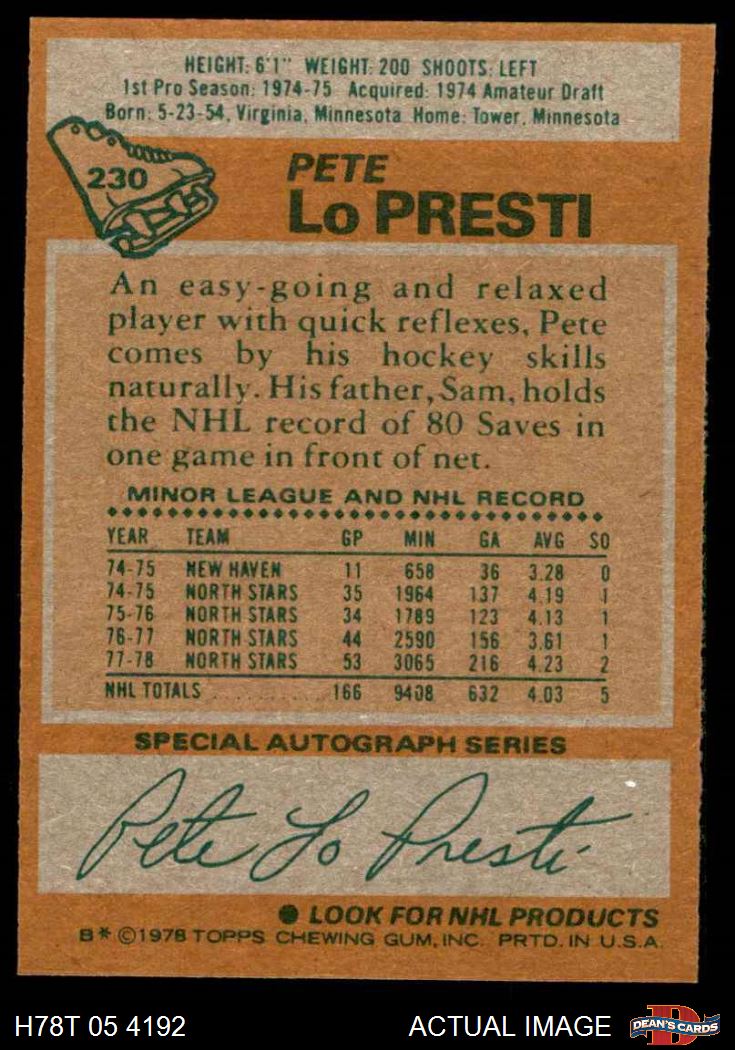 HEIGHT: 6'1" WEIGHT: 200 SHOOTS: LEFT
1st Pro Season: 1974-75 Acquired: 1974 Amateur Draft
Born: 5-23-54, Virginia, Minnesota Home: Tower, Minnesota
230
PETE
Lo PRESTI
An easy-going and relaxed
player with quick reflexes, Pete
comes by his hockey skills
naturally. His father, Sam, holds
the NHL record of 80 Saves in
one game in front of net.
MINOR LEAGUE AND NHL RECORD
YEAR TEAM GP MIN GA AVG SO
74-75 NEW HAVEN 11 658 36 3.28 0
74-75 NORTH STARS 35 1964 137 4.19 1
75-76 NORTH STARS 34 1789 123 4.13 1
76-77 NORTH STARS 44 2590 156 3.61 1
77-78 NORTH STARS 53 3065 216 4.23 2
NHL TOTALS 166 9408 632 4.03 5
SPECIAL AUTOGRAPH SERIES
Pete Lo Presti
● LOOK FOR NHL PRODUCTS
B* ©1978 TOPPS CHEWING GUM, INC. PRTD. IN U.S.A.
H78T 05 4192 ACTUAL IMAGE D DEAN'S CARDS